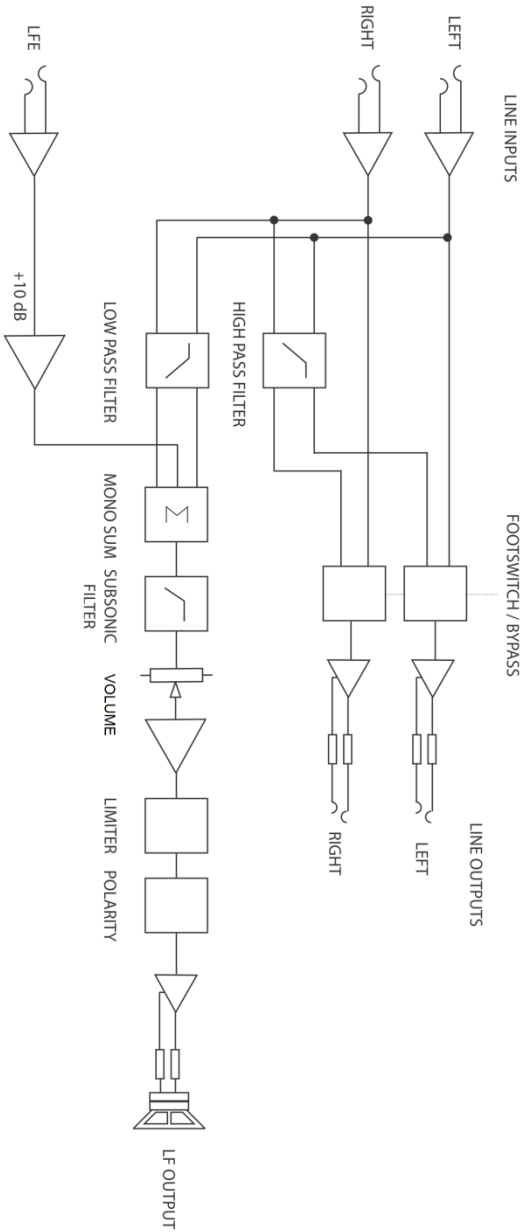 LINE INPUTS
LEFT
RIGHT
LFE
+10 dB
HIGH PASS FILTER
LOW PASS FILTER
MONO SUM
SUBSONIC
FILTER
VOLUME
LIMITER
POLARITY
FOOTSWITCH / BYPASS
LINE OUTPUTS
LEFT
RIGHT
LF OUTPUT
Σ